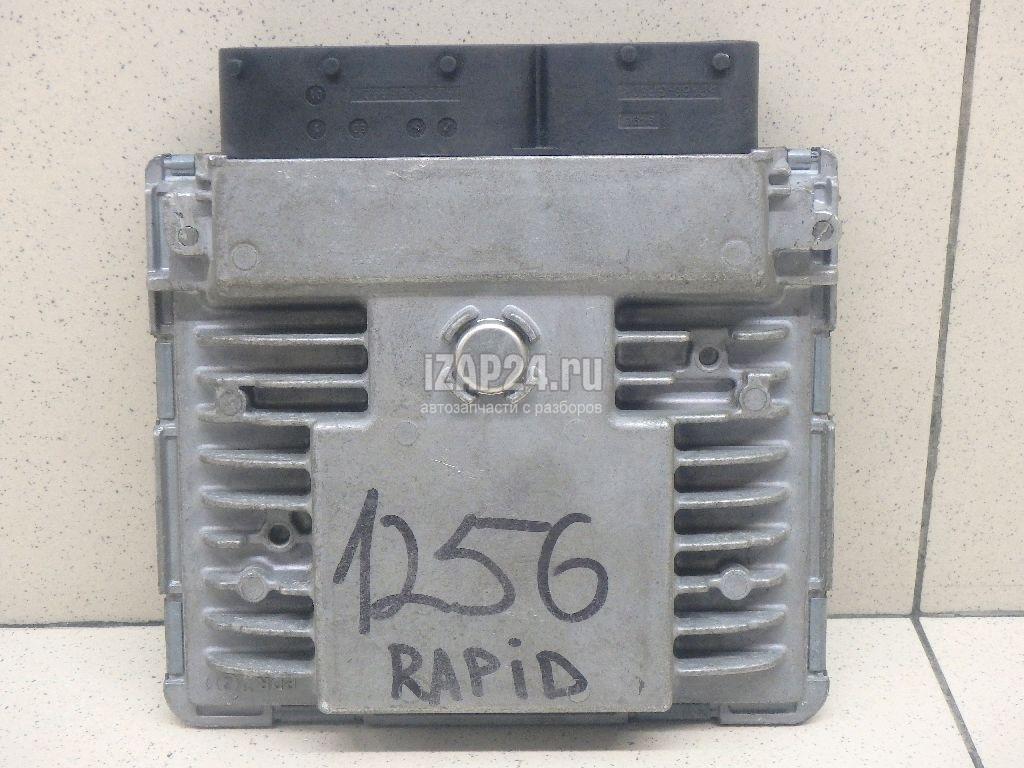 iZAP24.ru
автозапчасти с разборов
1256
RAPiD